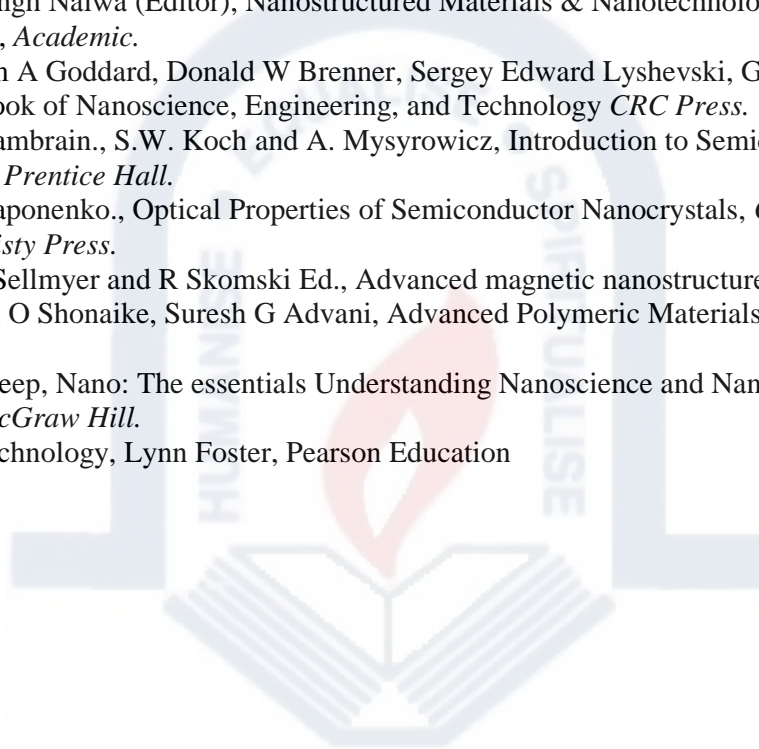 ngh Nalwa (Editor), Nanostructured Materials & Nanotechnolo
, Academic.
n A Goddard, Donald W Brenner, Sergey Edward Lyshevski, G
ook of Nanoscience, Engineering, and Technology CRC Press.
ambrain., S.W. Koch and A. Mysyrowicz, Introduction to Semic
Prentice Hall.
aponenko., Optical Properties of Semiconductor Nanocrystals,
isty Press.
Sellmyer and R Skomski Ed., Advanced magnetic nanostructure
O Shonaike, Suresh G Advani, Advanced Polymeric Materials
eep, Nano: The essentials Understanding Nanoscience and Nan
cGraw Hill.
chnology, Lynn Foster, Pearson Education
HUMANISE EQUALISE SPIRITUALISE